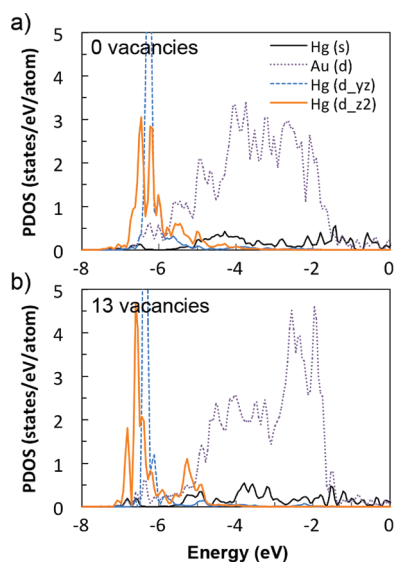 a)
0 vacancies
Hg (s)
Au (d)
Hg (d_yz)
Hg (d_z2)
PDOS (states/eV/atom)
5
4
3
2
1
0
-8
-6
-4
-2
0
b)
13 vacancies
PDOS (states/eV/atom)
5
4
3
2
1
0
-8
-6
-4
-2
0
Energy (eV)